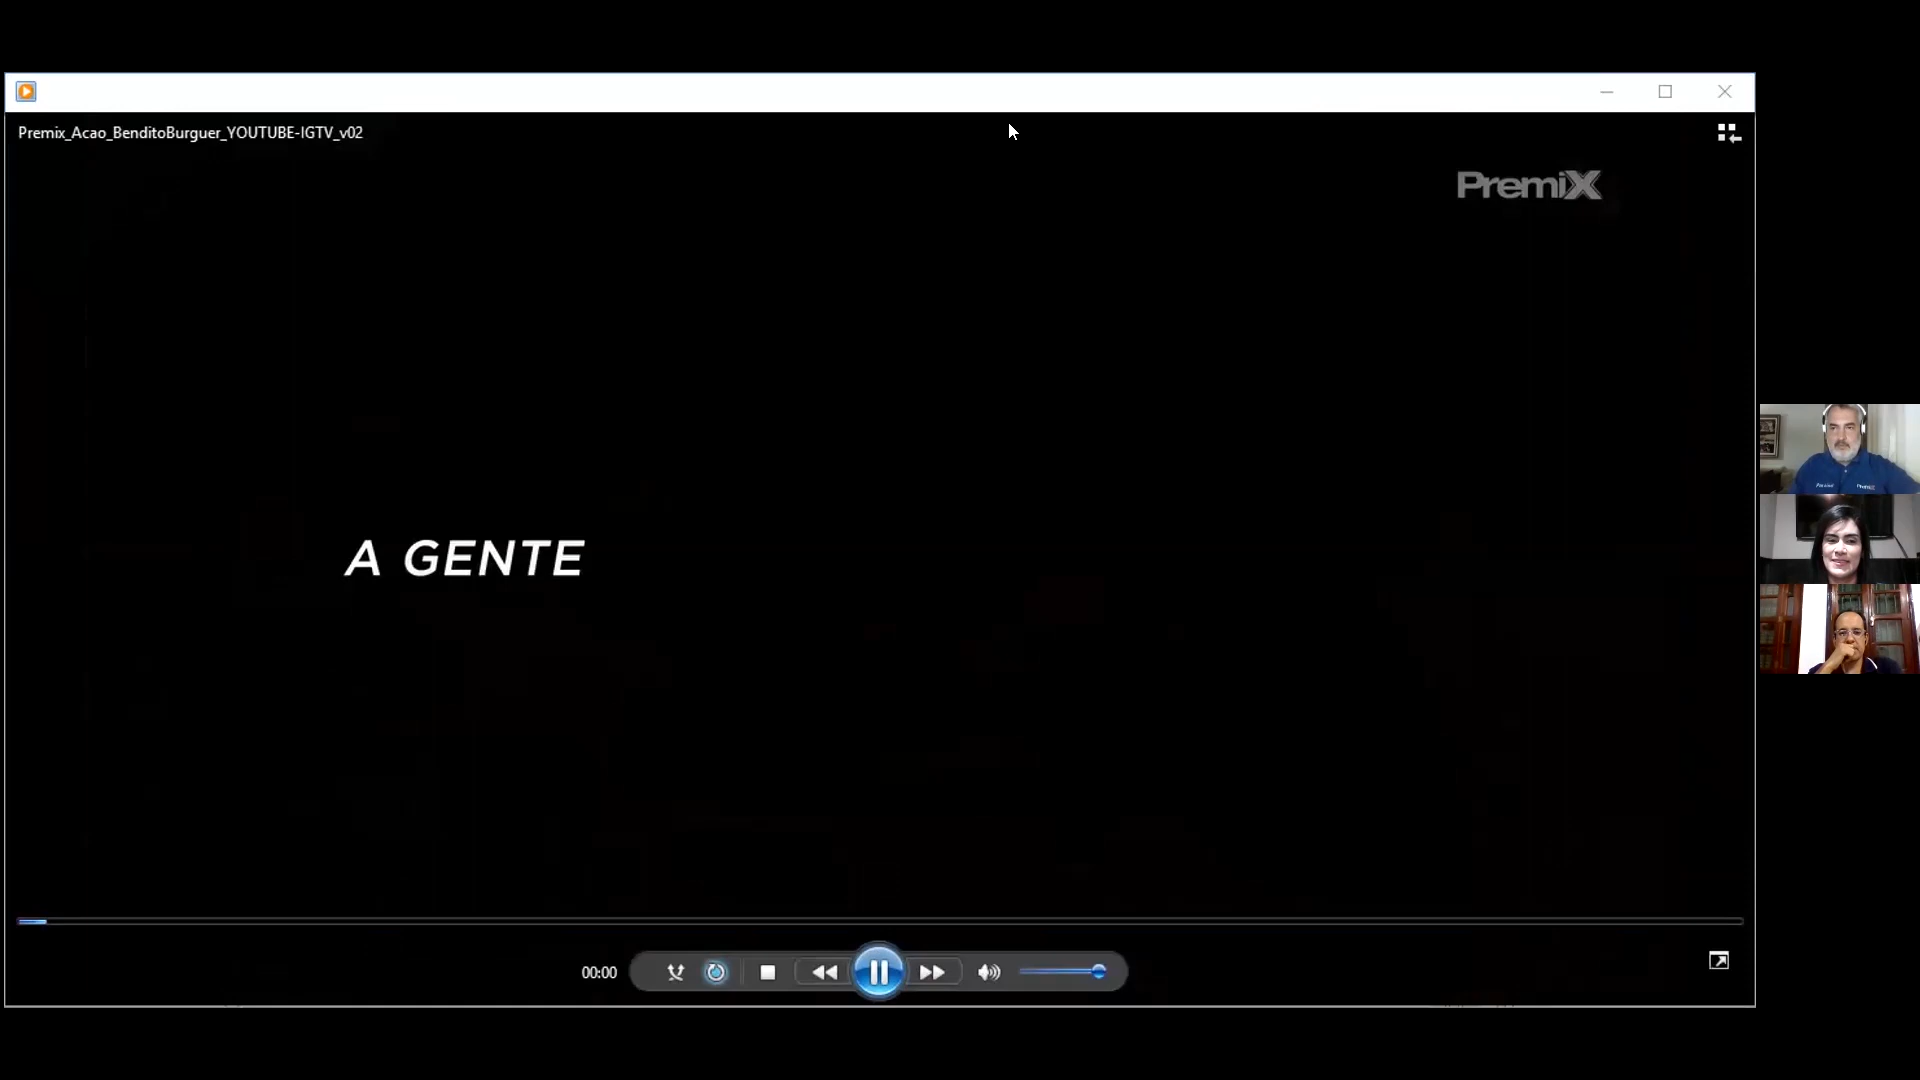 Premix_Acao_BenditoBurguer_YOUTUBE-IGTV_v02
PremiX
A GENTE
00:00